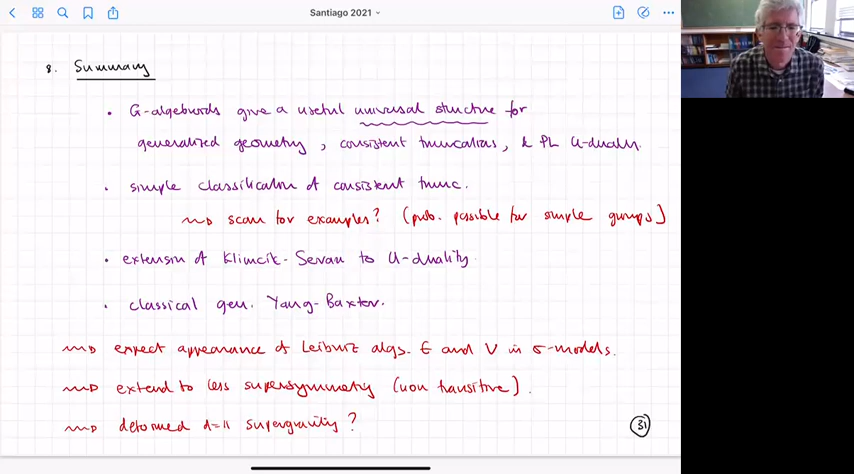 Santiago 2021
8. Summary
• G-algebroids give a useful universal structure for
generalized geometry, consistent truncations, & PL U-duality.
• simple classification of consistent trunc.
⇝ scan for examples? (prob. possible for simple groups)
• extension of Klimcik-Severa to U-duality.
• classical gen. Yang-Baxter.
⇝ expect appearance of Leibniz algs. E and V in σ-models.
⇝ extend to less supersymmetry (non transitive).
⇝ deformed d=11 supergravity?
31